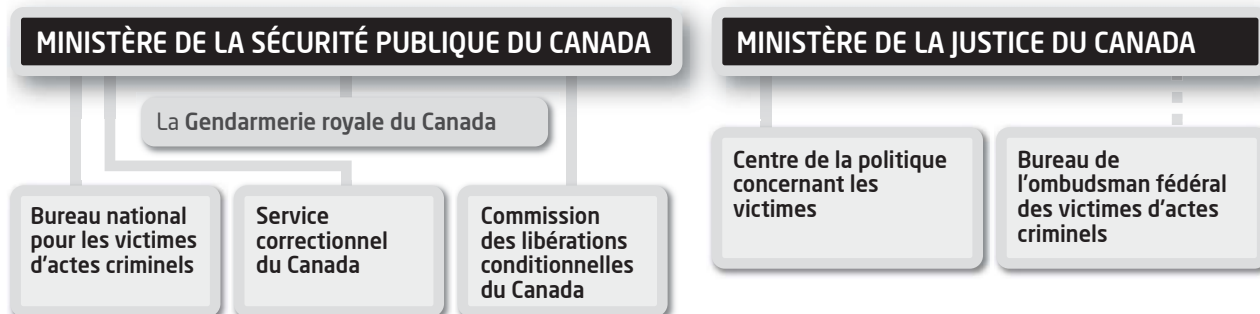 MINISTÈRE DE LA SÉCURITÉ PUBLIQUE DU CANADA
La Gendarmerie royale du Canada
Bureau national
pour les victimes
d'actes criminels
Service
correctionnel
du Canada
Commission
des libérations
conditionnelles
du Canada
MINISTÈRE DE LA JUSTICE DU CANADA
Centre de la politique
concernant les
victimes
Bureau de
l'ombudsman fédéral
des victimes d'actes
criminels